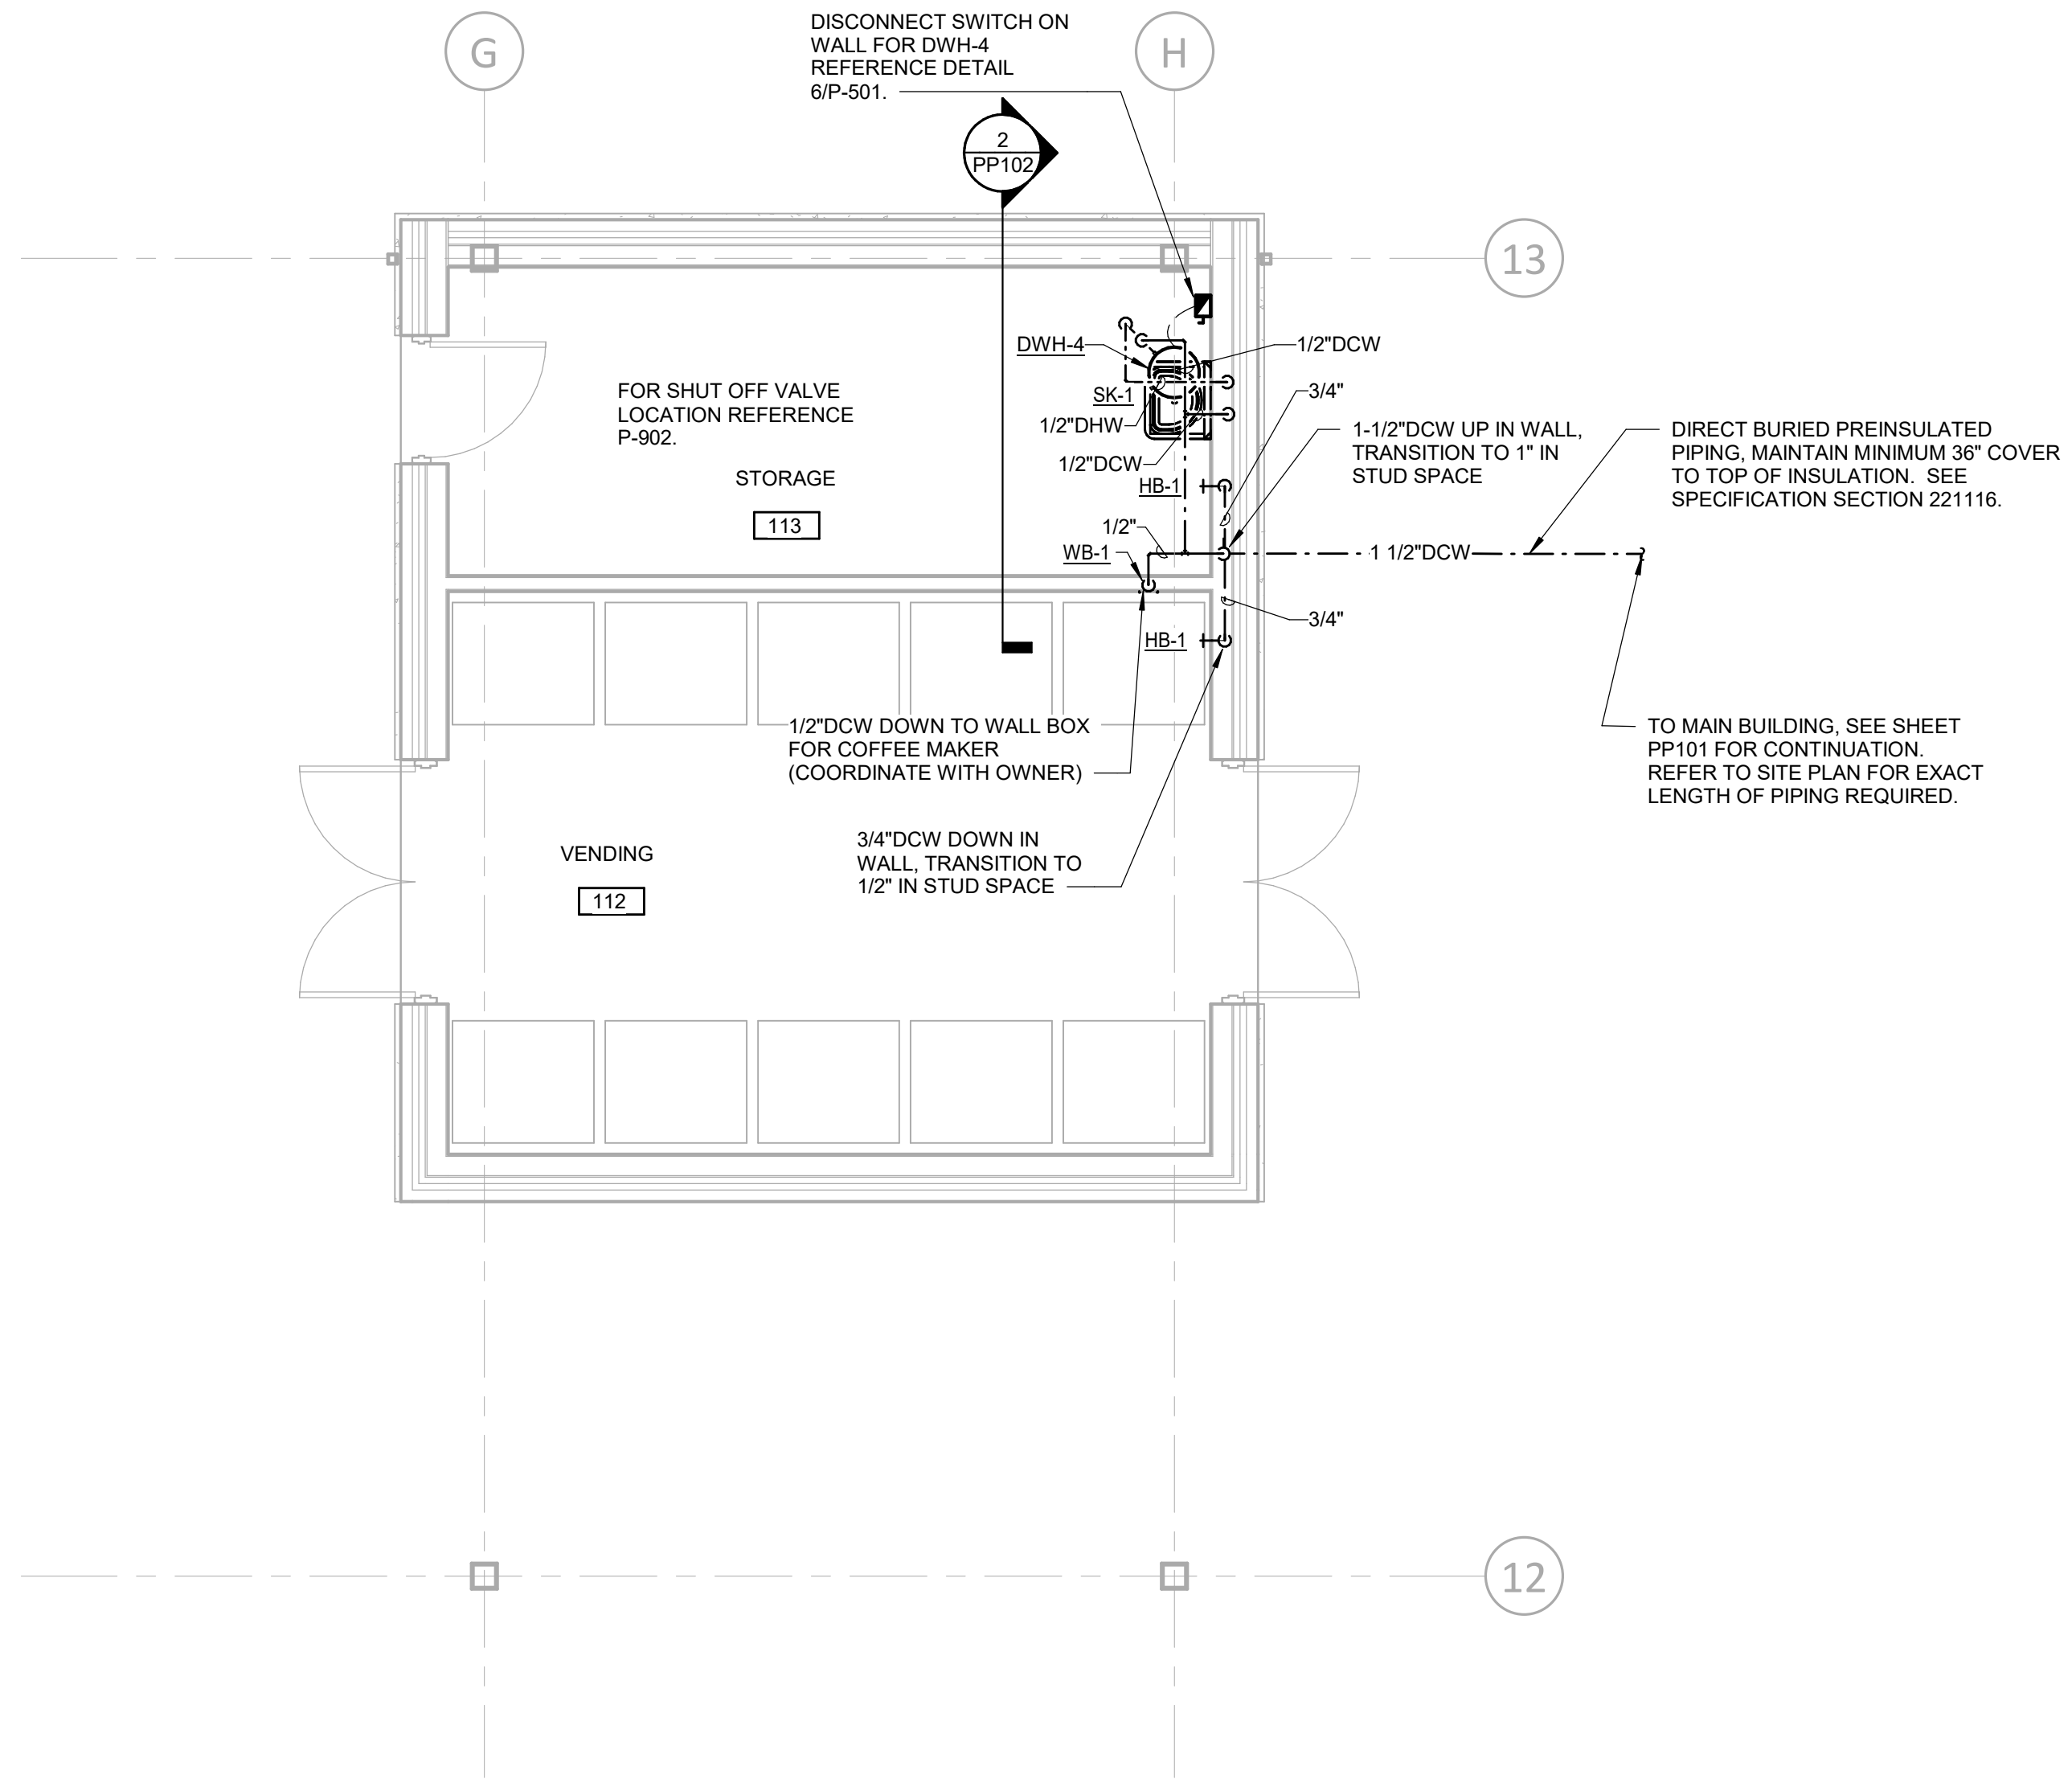 DISCONNECT SWITCH ON
WALL FOR DWH-4
REFERENCE DETAIL
6/P-501.
G
H
2
PP102
13
DWH-4
1/2"DCW
SK-1
3/4"
1/2"DHW
1/2"DCW
HB-1
FOR SHUT OFF VALVE
LOCATION REFERENCE
P-902.
STORAGE
113
1-1/2"DCW UP IN WALL,
TRANSITION TO 1" IN
STUD SPACE
DIRECT BURIED PREINSULATED
PIPING, MAINTAIN MINIMUM 36" COVER
TO TOP OF INSULATION. SEE
SPECIFICATION SECTION 221116.
1/2"
WB-1
1 1/2"DCW
3/4"
HB-1
1/2"DCW DOWN TO WALL BOX
FOR COFFEE MAKER
(COORDINATE WITH OWNER)
TO MAIN BUILDING, SEE SHEET
PP101 FOR CONTINUATION.
REFER TO SITE PLAN FOR EXACT
LENGTH OF PIPING REQUIRED.
3/4"DCW DOWN IN
WALL, TRANSITION TO
1/2" IN STUD SPACE
VENDING
112
12